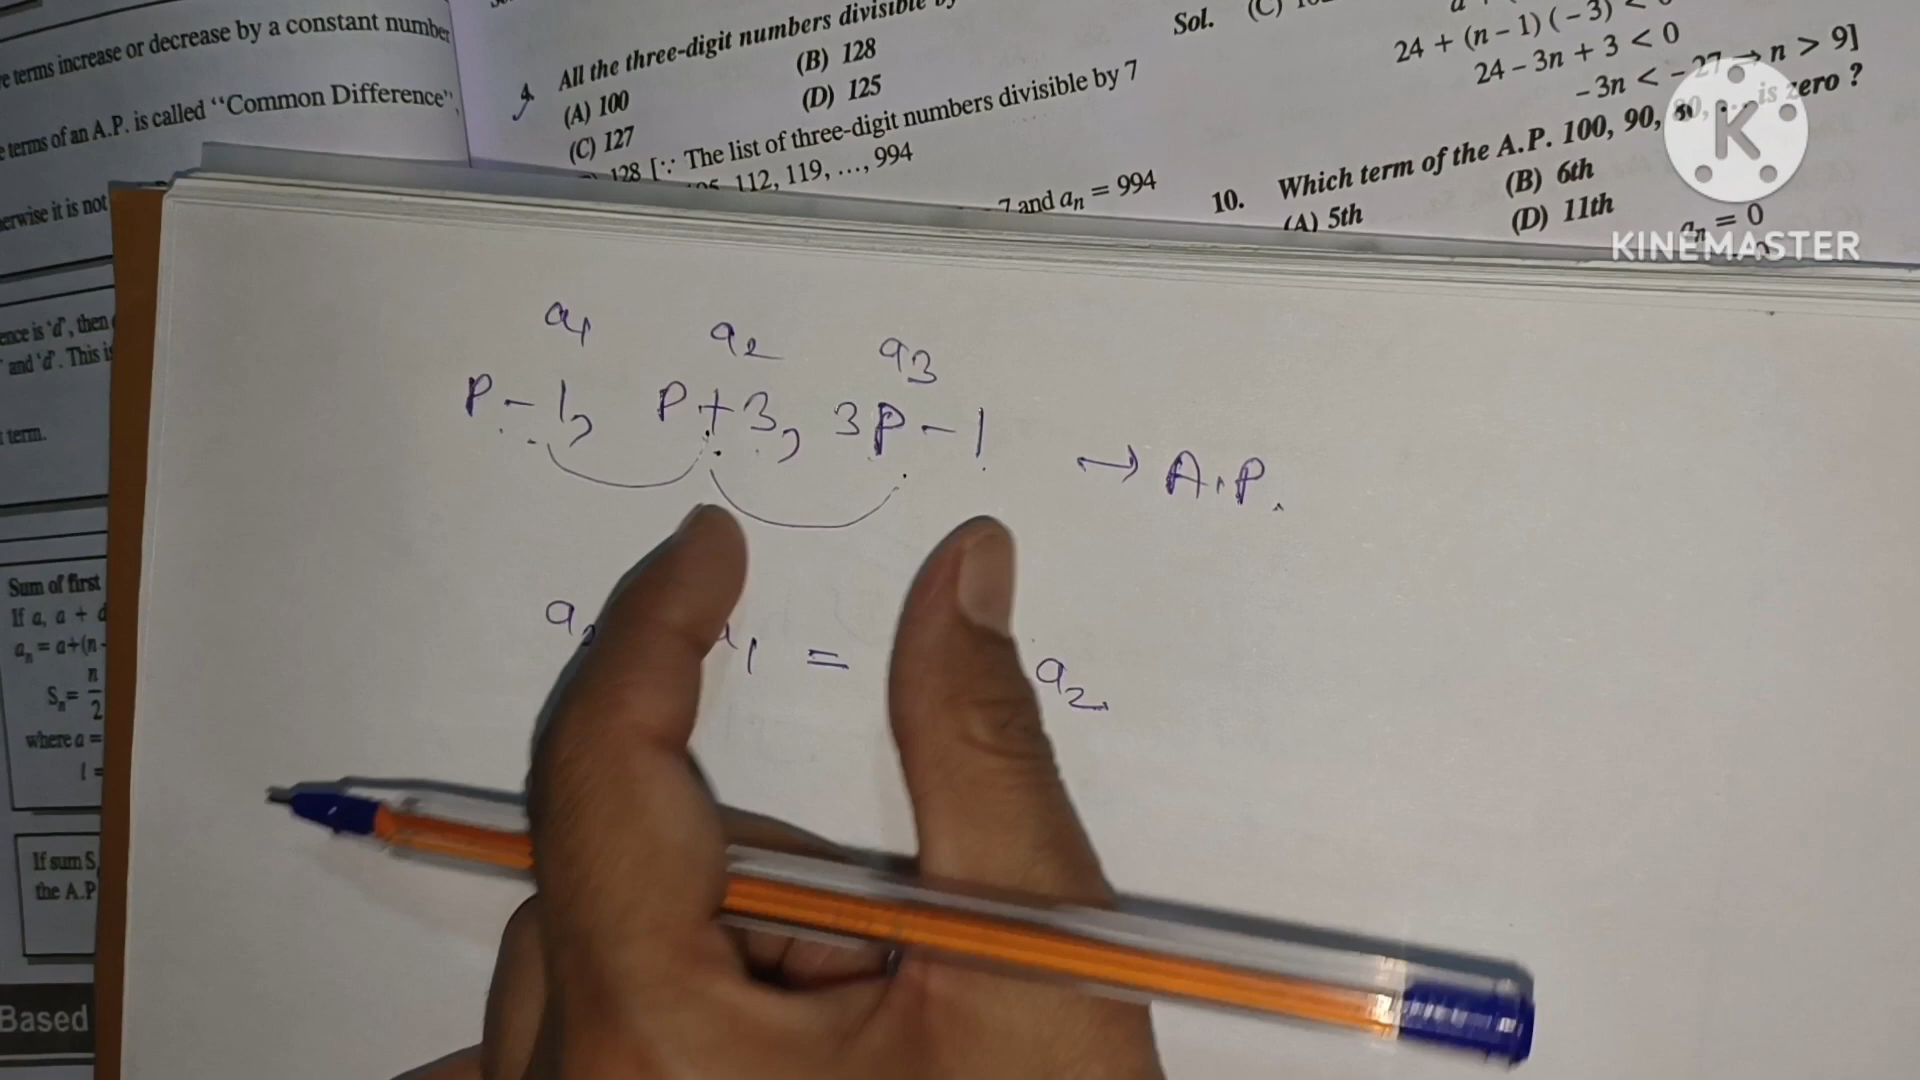 e terms increase or decrease by a constant number
e terms of an A.P. is called "Common Difference".
erwise it is not
ence is 'd', then
and 'd'. This is
term.
Sum of first
If a, a + d
aₙ = a+(n-
Sₙ= n/2
where a =
l =
If sum S
the A.P
Based
4. All the three-digit numbers divisible by
(A) 100 (B) 128
(C) 127 (D) 125
128 [∵ The list of three-digit numbers divisible by 7
112, 119, ..., 994
7 and aₙ = 994
Sol. (C)
24 + (n – 1) (– 3) <
24 – 3n + 3 < 0
– 3n < – 27 → n > 9]
10. Which term of the A.P. 100, 90, 80, ... is zero ?
(A) 5th (B) 6th
(D) 11th
aₙ = 0
K
KINEMASTER
a₁ a₂ a₃
P-1, P+3, 3P-1 → A.P.
a₂ a₁ = a₂